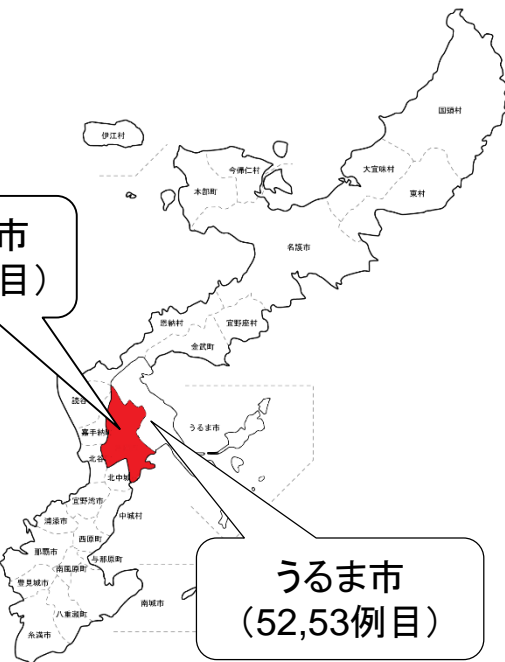 国頭村
伊江村
今帰仁村
大宜味村
本部町
東村
市
名護市
目）
恩納村
宜野座村
金武町
読谷
うるま市
嘉手納
北谷
北中城
宜野湾市
中城村
浦添市
西原町
那覇市
与那原町
南風原町
豊見城市
うるま市
（52,53例目）
南城市
八重瀬町
糸満市